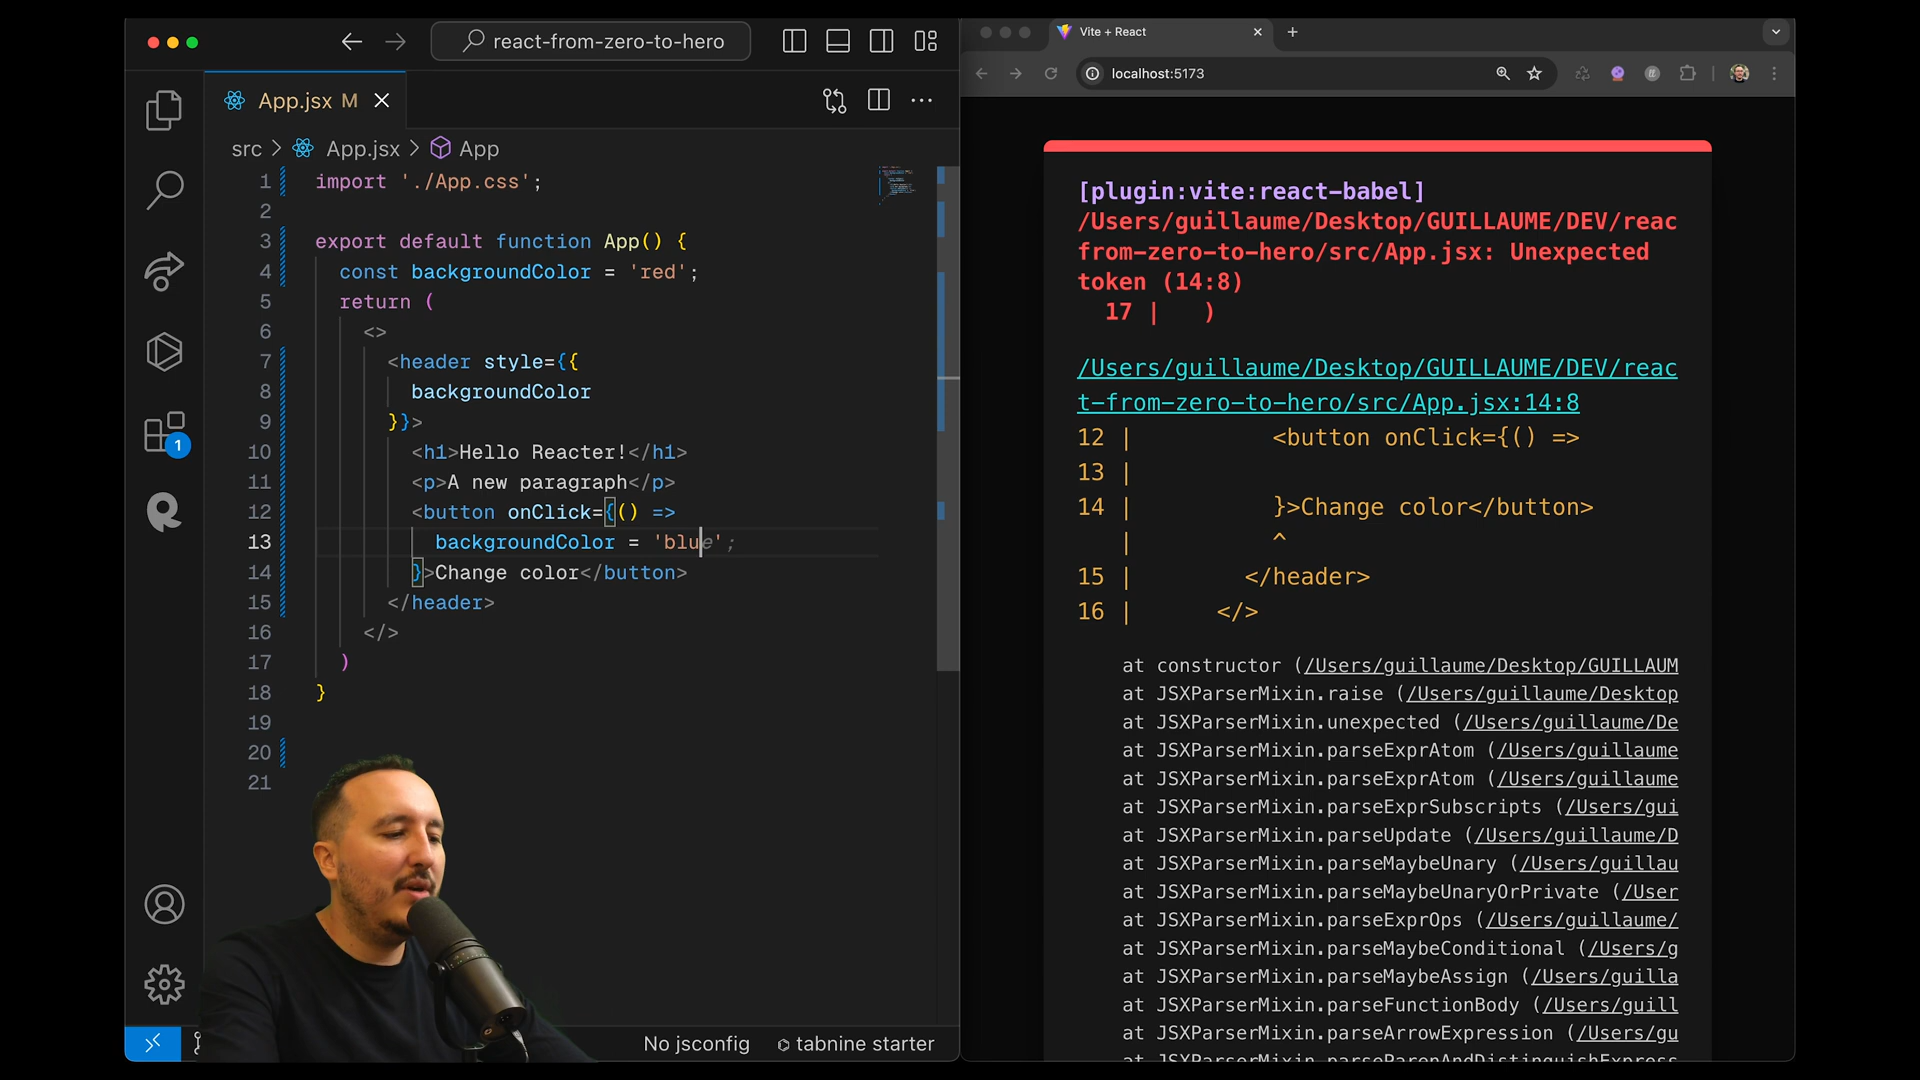 react-from-zero-to-hero
App.jsx M
src > App.jsx > App
1 import './App.css';
2
3 export default function App() {
4 const backgroundColor = 'red';
5 return (
6 <>
7 <header style={{
8 backgroundColor
9 }}>
10 <h1>Hello Reacter!</h1>
11 <p>A new paragraph</p>
12 <button onClick={() =>
13 backgroundColor = 'blue';
14 }>Change color</button>
15 </header>
16 </>
17 )
18 }
19
20
21
1
No jsconfig
tabnine starter
Vite + React
localhost:5173
[plugin:vite:react-babel]
/Users/guillaume/Desktop/GUILLAUME/DEV/reac
from-zero-to-hero/src/App.jsx: Unexpected
token (14:8)
17 | )
/Users/guillaume/Desktop/GUILLAUME/DEV/reac
t-from-zero-to-hero/src/App.jsx:14:8
12 | <button onClick={() =>
13 |
14 | }>Change color</button>
| ^
15 | </header>
16 | </>
at constructor (/Users/guillaume/Desktop/GUILLAUM
at JSXParserMixin.raise (/Users/guillaume/Desktop
at JSXParserMixin.unexpected (/Users/guillaume/De
at JSXParserMixin.parseExprAtom (/Users/guillaume
at JSXParserMixin.parseExprAtom (/Users/guillaume
at JSXParserMixin.parseExprSubscripts (/Users/gui
at JSXParserMixin.parseUpdate (/Users/guillaume/D
at JSXParserMixin.parseMaybeUnary (/Users/guillau
at JSXParserMixin.parseMaybeUnaryOrPrivate (/User
at JSXParserMixin.parseExprOps (/Users/guillaume/
at JSXParserMixin.parseMaybeConditional (/Users/g
at JSXParserMixin.parseMaybeAssign (/Users/guilla
at JSXParserMixin.parseFunctionBody (/Users/guill
at JSXParserMixin.parseArrowExpression (/Users/gu
at JSXParserMixin.parseParenAndDistinguishExpress